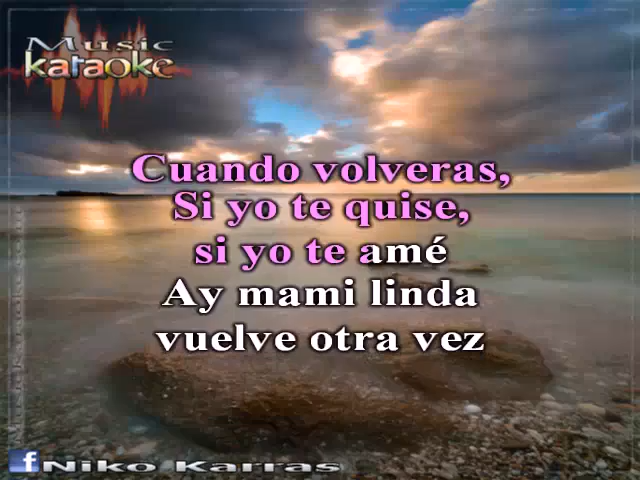 Music
karaoke
Cuando volveras,
Si yo te quise,
si yo te amé
Ay mami linda
vuelve otra vez
f Niko Karras